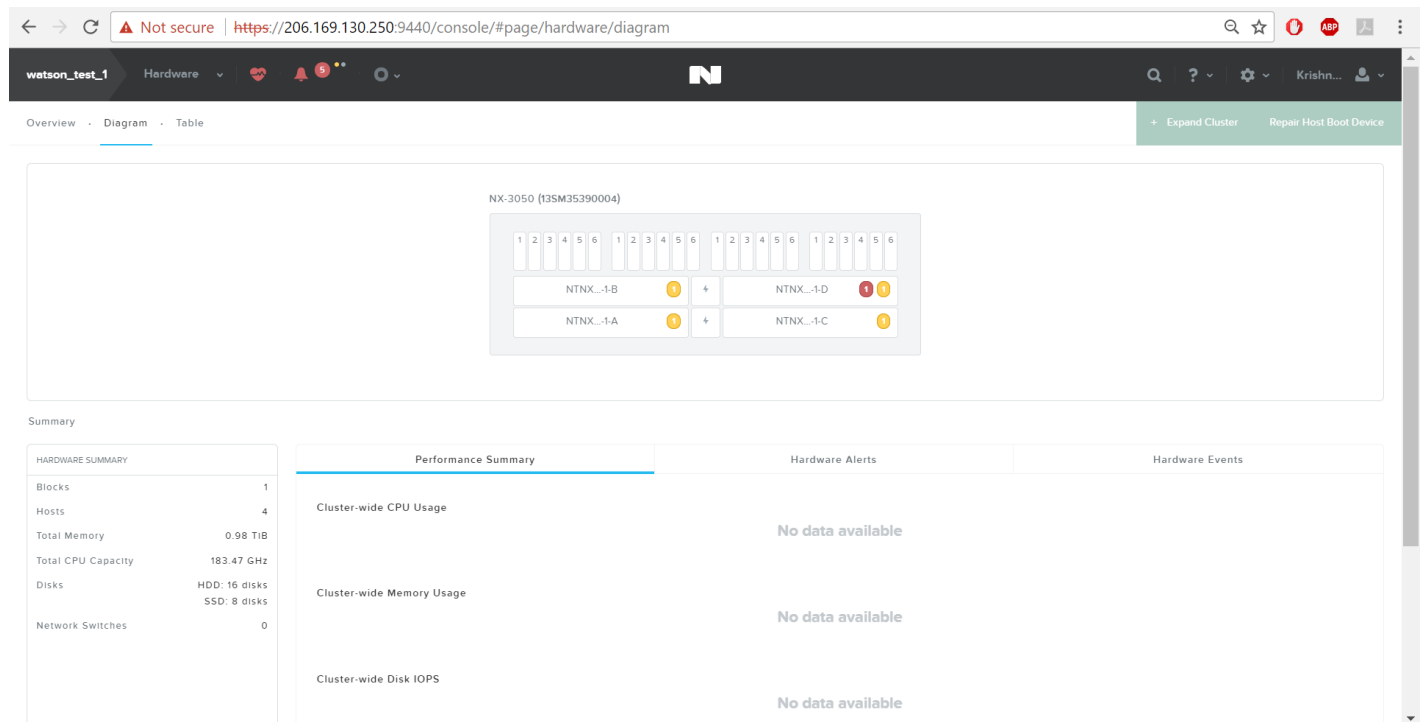 Not secure | https://206.169.130.250:9440/console/#page/hardware/diagram
ABP
watson_test_1 Hardware 5 ? Krishn...
Overview · Diagram · Table + Expand Cluster Repair Host Boot Device
NX-3050 (13SM35390004)
1 2 3 4 5 6 1 2 3 4 5 6 1 2 3 4 5 6 1 2 3 4 5 6
NTNX...-1-B 1 NTNX...-1-D 1 1
NTNX...-1-A 1 NTNX...-1-C 1
Summary
HARDWARE SUMMARY
Blocks 1
Hosts 4
Total Memory 0.98 TiB
Total CPU Capacity 183.47 GHz
Disks HDD: 16 disks
SSD: 8 disks
Network Switches 0
Performance Summary Hardware Alerts Hardware Events
Cluster-wide CPU Usage
No data available
Cluster-wide Memory Usage
No data available
Cluster-wide Disk IOPS
No data available